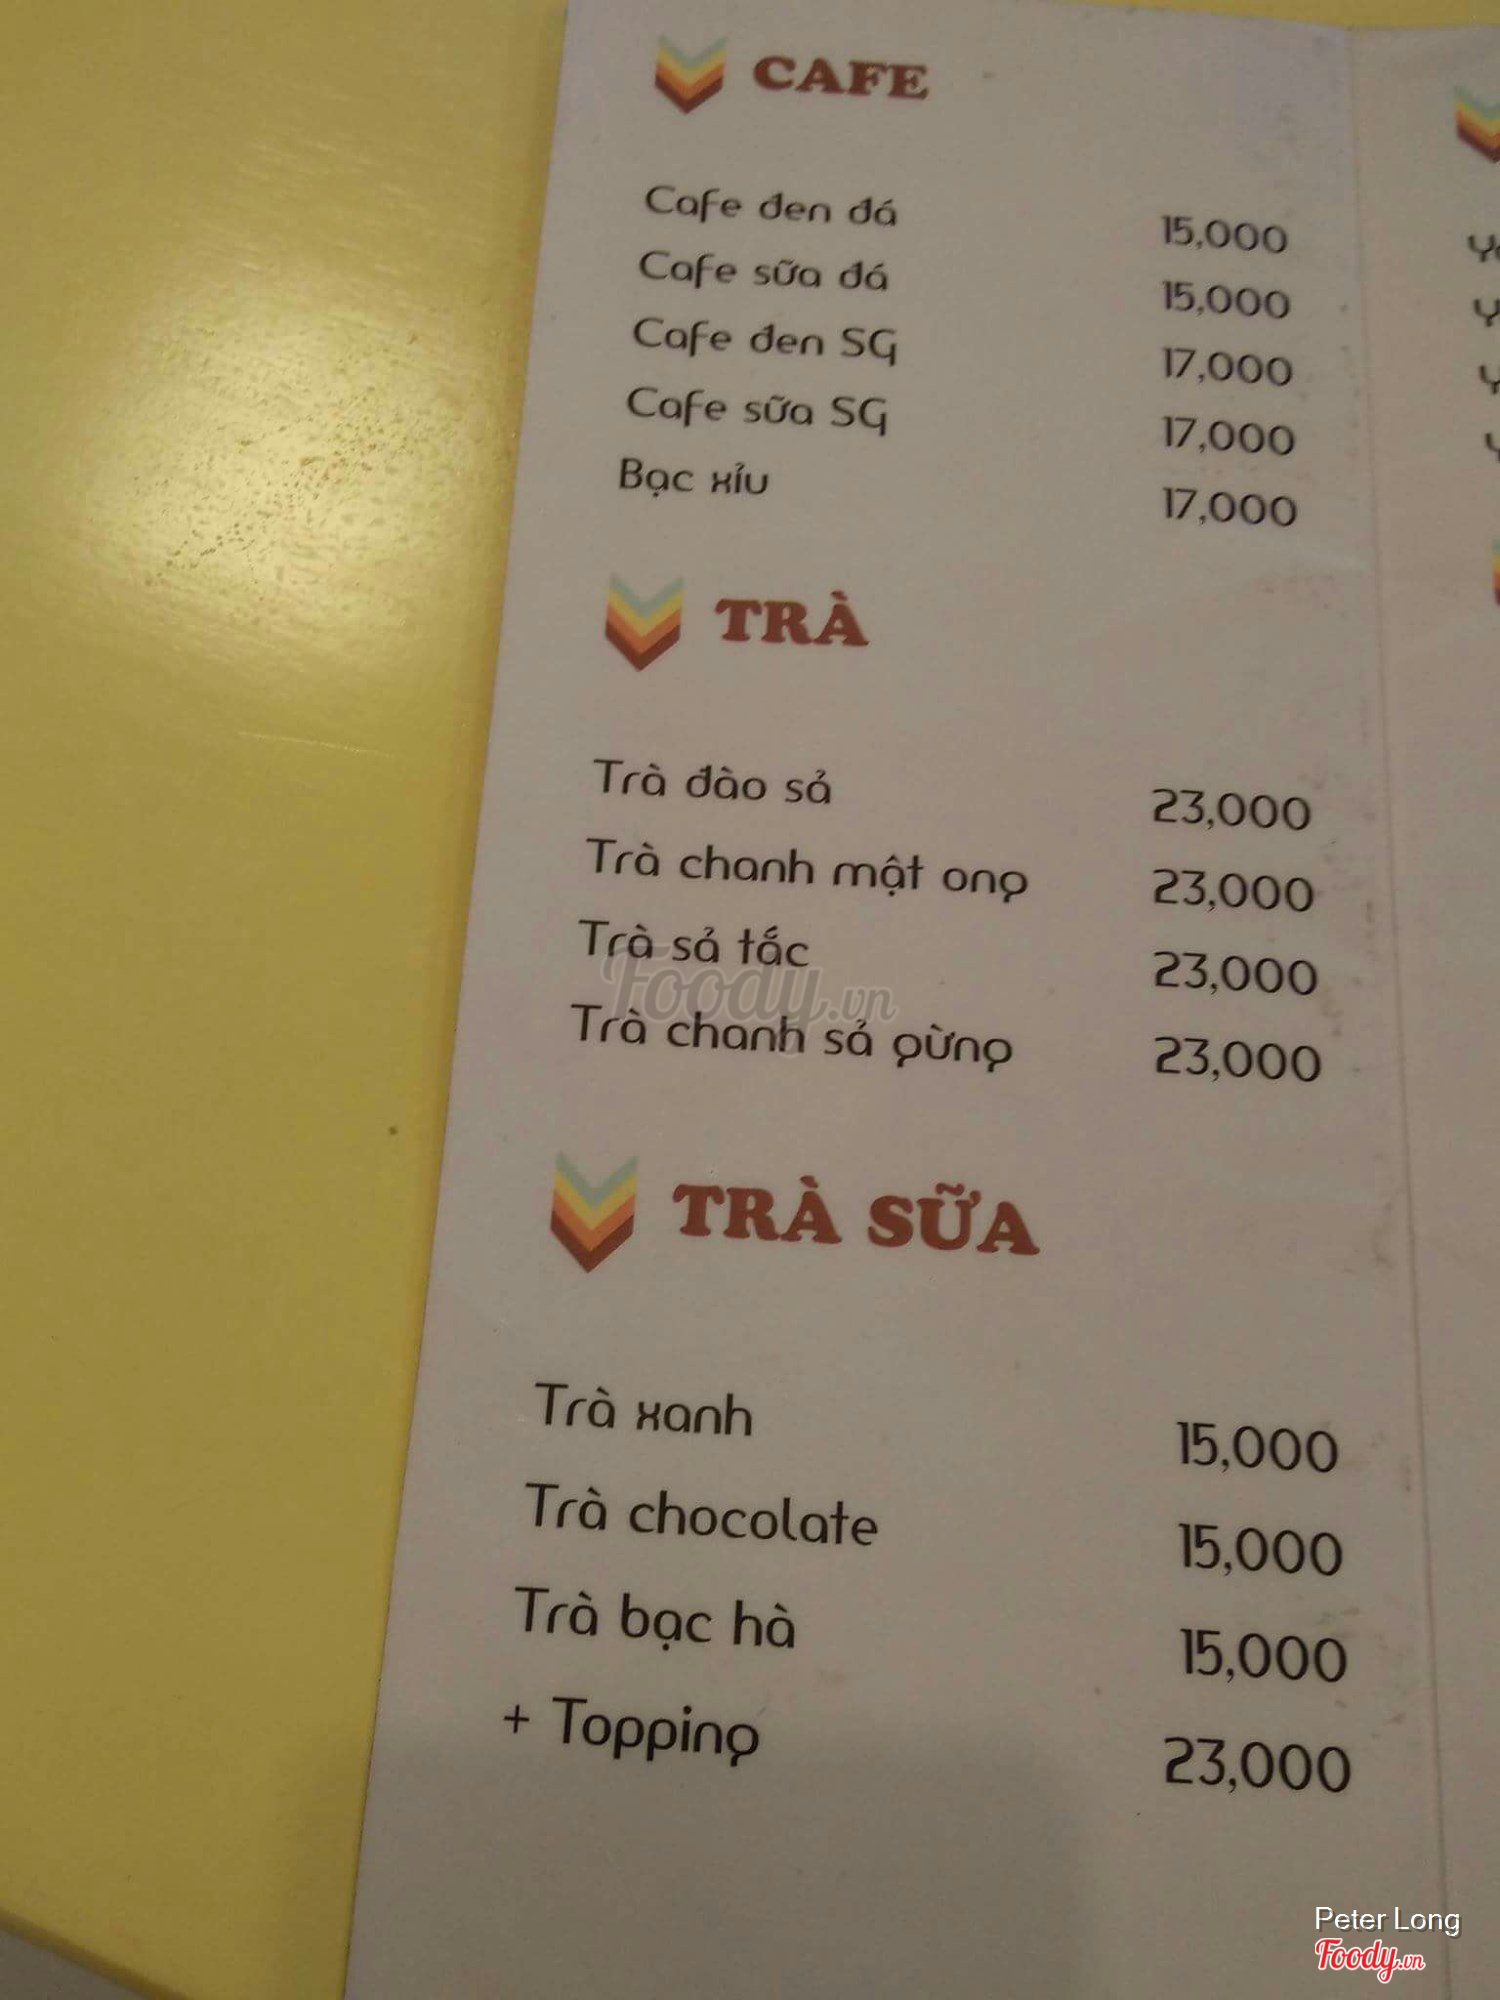 CAFE
Cafe đen đá 15,000
Cafe sữa đá 15,000
Cafe đen SG 17,000
Cafe sữa SG 17,000
Bạc xỉu 17,000
TRÀ
Trà đào sả 23,000
Trà chanh mật ong 23,000
Trà sả tắc 23,000
Trà chanh sả gừng 23,000
Foody.vn
TRÀ SỮA
Trà xanh 15,000
Trà chocolate 15,000
Trà bạc hà 15,000
+ Topping 23,000
Peter Long
Foody.vn